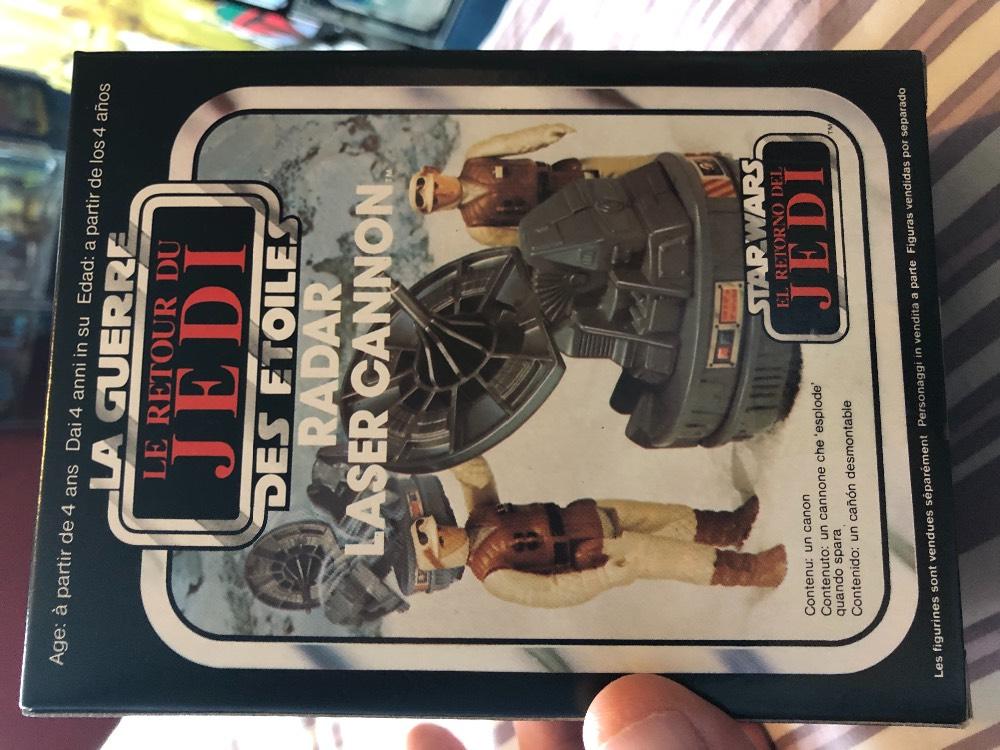 Age: à partir de 4 ans Dai 4 anni in su Edad: a partir de los 4 años
LA GUERRE
LE RETOUR DU
JEDI
DES ETOILES
RADAR
LASER CANNON™
STAR WARS
EL RETORNO DEL
JEDI
™
Contenu: un canon
Contenuto: un cannone che 'esplode'
quando spara
Contenido: un cañón desmontable
Les figurines sont vendues séparément Personaggi in vendita a parte Figuras vendidas por separado